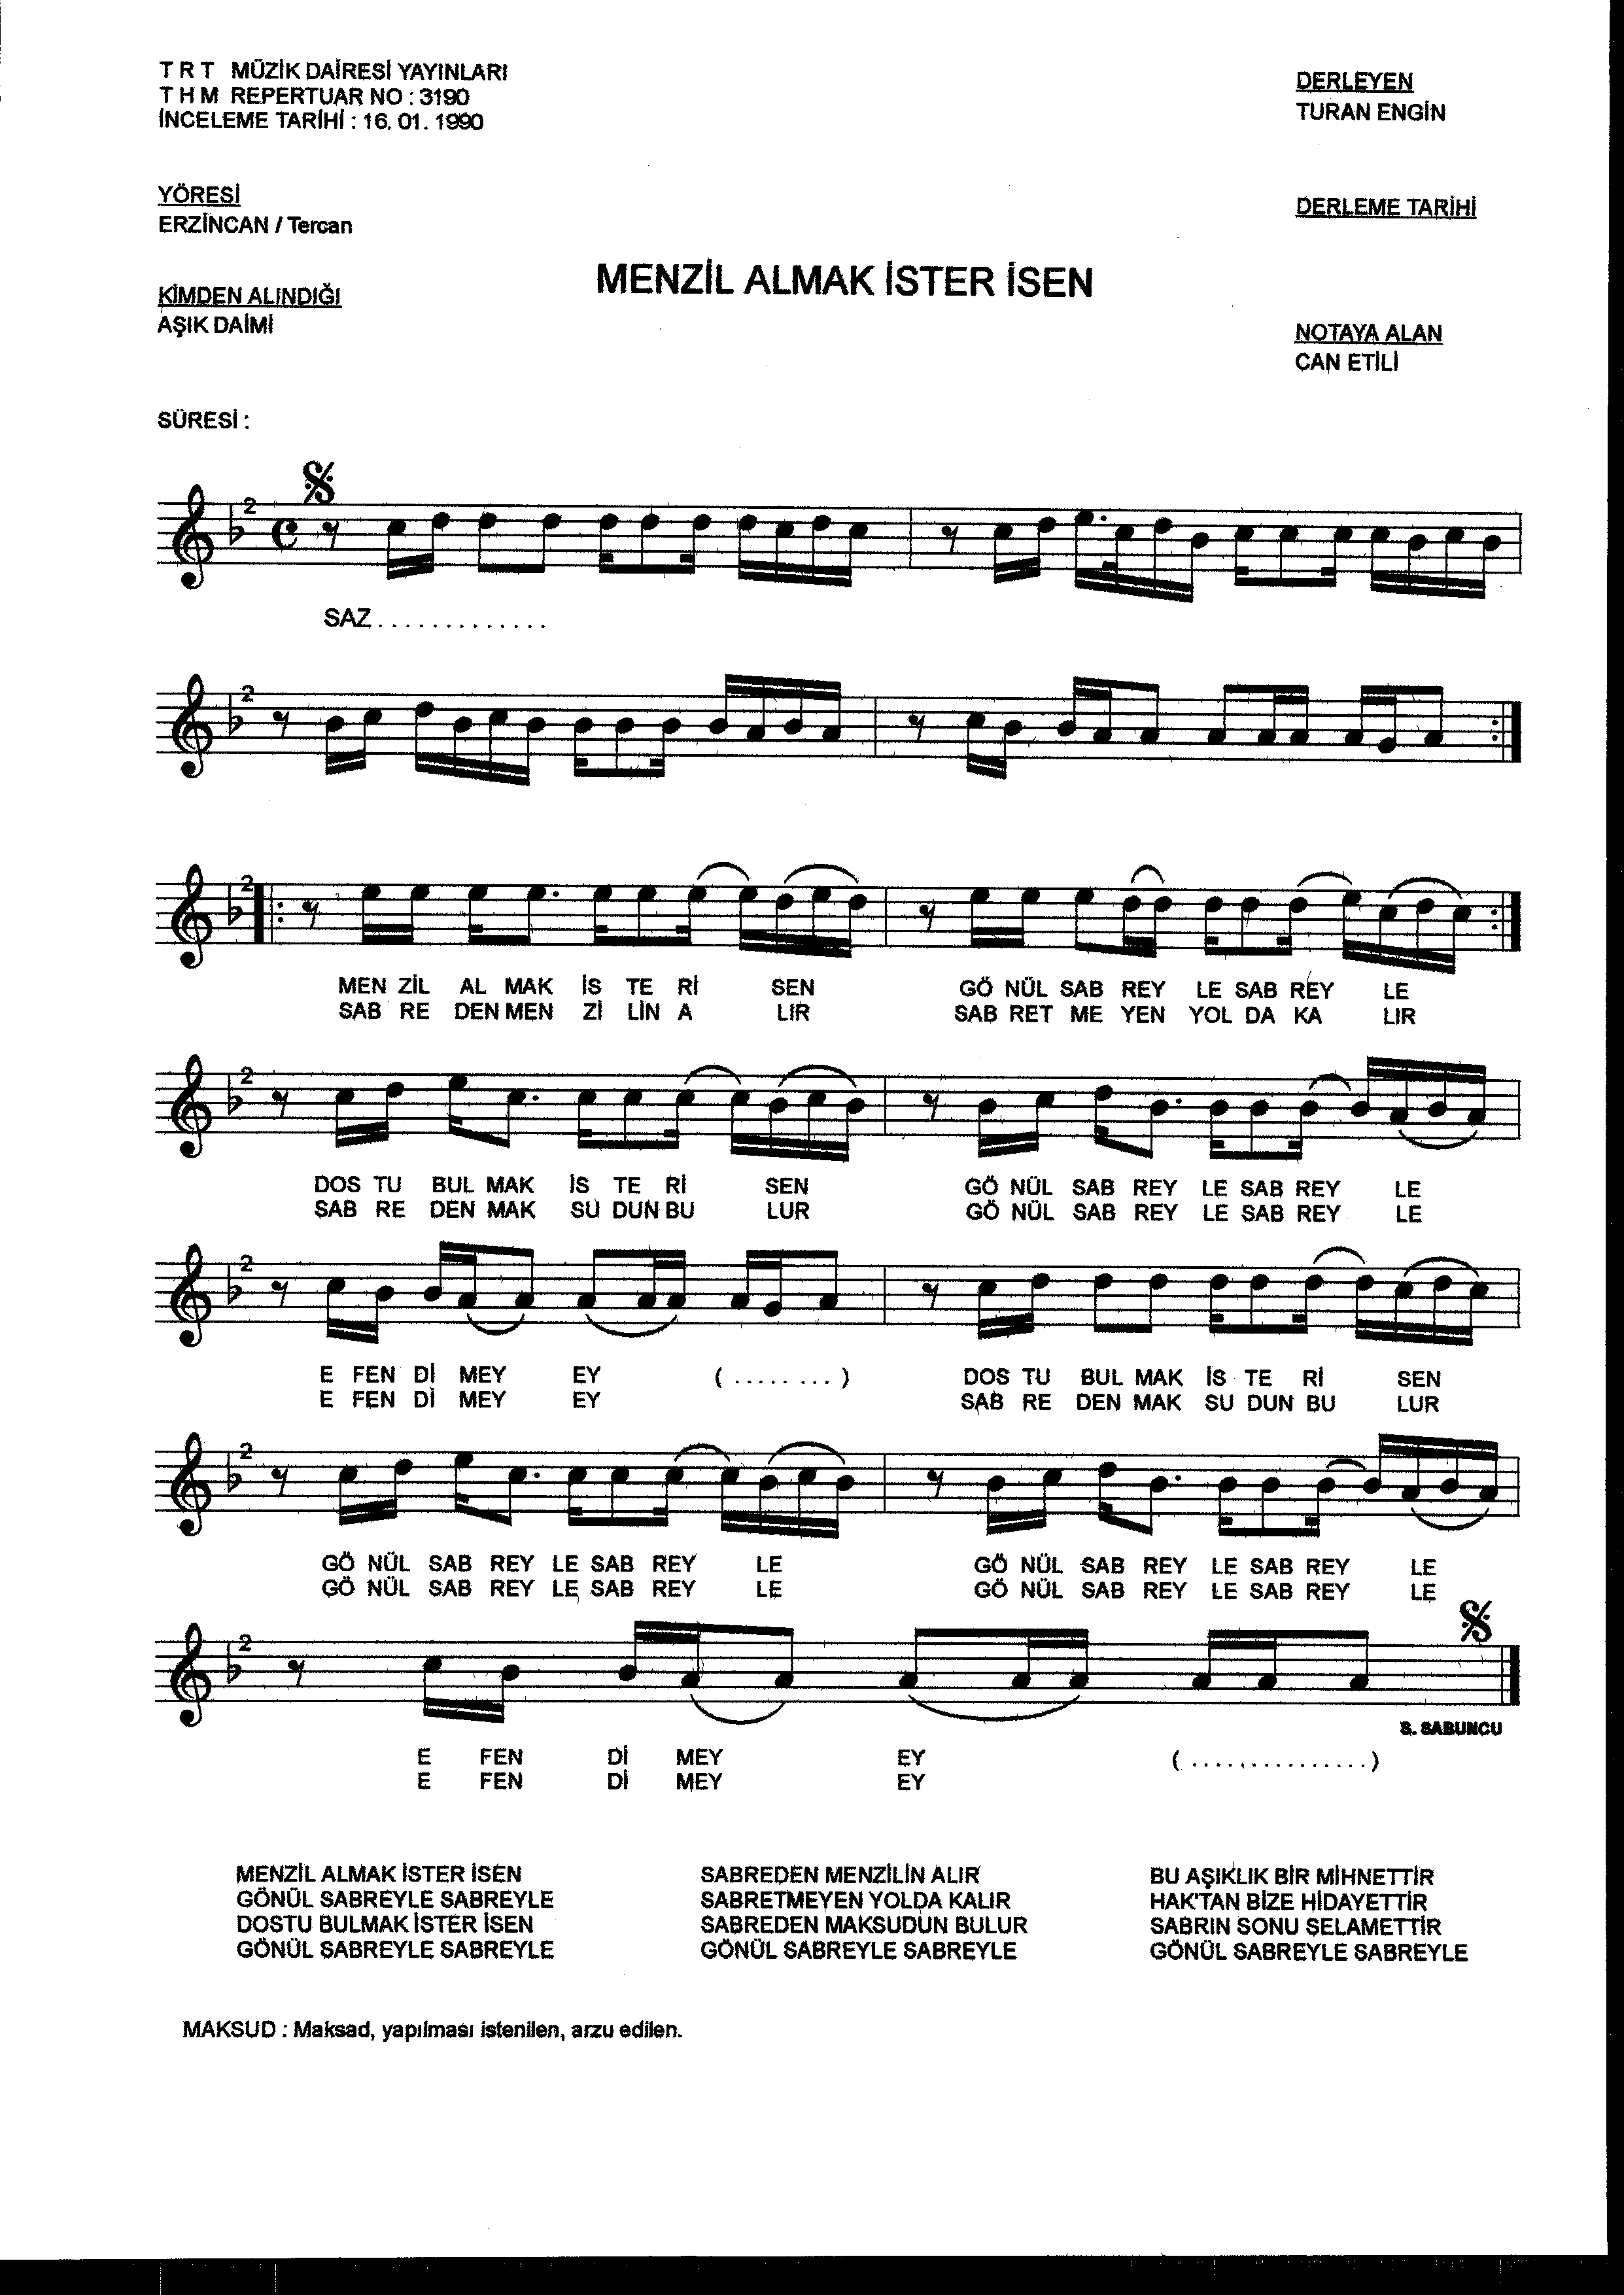 T R T MÜZİK DAİRESİ YAYINLARI
T H M REPERTUAR NO : 3190
İNCELEME TARİHİ : 16. 01. 1990
DERLEYEN
TURAN ENGİN
YÖRESİ
ERZİNCAN / Tercan
DERLEME TARİHİ
MENZİL ALMAK İSTER İSEN
KİMDEN ALINDIĞI
AŞIK DAİMİ
NOTAYA ALAN
CAN ETİLİ
SÜRESİ :
2
SAZ . . . . . . . . . . . . .
2
2
MEN ZİL AL MAK İS TE Rİ SEN GÖ NÜL SAB REY LE SAB REY LE
SAB RE DEN MEN Zİ LİN A LIR SAB RET ME YEN YOL DA KA LIR
2
DOS TU BUL MAK İS TE Rİ SEN GÖ NÜL SAB REY LE SAB REY LE
SAB RE DEN MAK SU DUN BU LUR GÖ NÜL SAB REY LE SAB REY LE
2
E FEN Dİ MEY EY ( . . . . . . . . ) DOS TU BUL MAK İS TE Rİ SEN
E FEN Dİ MEY EY SAB RE DEN MAK SU DUN BU LUR
2
GÖ NÜL SAB REY LE SAB REY LE GÖ NÜL SAB REY LE SAB REY LE
GÖ NÜL SAB REY LE SAB REY LE GÖ NÜL SAB REY LE SAB REY LE
2
S. SABUNCU
E FEN Dİ MEY EY ( . . . . . . . . . . . . . . . )
E FEN Dİ MEY EY
MENZİL ALMAK İSTER İSEN
GÖNÜL SABREYLE SABREYLE
DOSTU BULMAK İSTER İSEN
GÖNÜL SABREYLE SABREYLE
SABREDEN MENZİLİN ALIR
SABRETMEYEN YOLDA KALIR
SABREDEN MAKSUDUN BULUR
GÖNÜL SABREYLE SABREYLE
BU AŞIKLIK BİR MİHNETTİR
HAK'TAN BİZE HİDAYETTİR
SABRIN SONU SELAMETTİR
GÖNÜL SABREYLE SABREYLE
MAKSUD : Maksad, yapılması istenilen, arzu edilen.